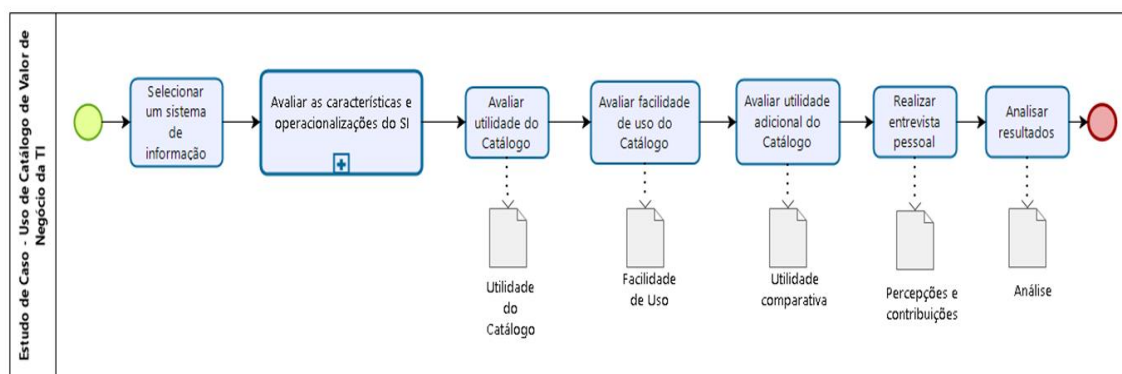 Estudo de Caso - Uso de Catálogo de Valor de
Negócio da TI
Selecionar
um sistema
de
informação
Avaliar as características e
operacionalizações do SI
Avaliar
utilidade do
Catálogo
Avaliar facilidade
de uso do
Catálogo
Avaliar utilidade
adicional do
Catálogo
Realizar
entrevista
pessoal
Analisar
resultados
Utilidade
do
Catálogo
Facilidade
de Uso
Utilidade
comparativa
Percepções e
contribuições
Análise